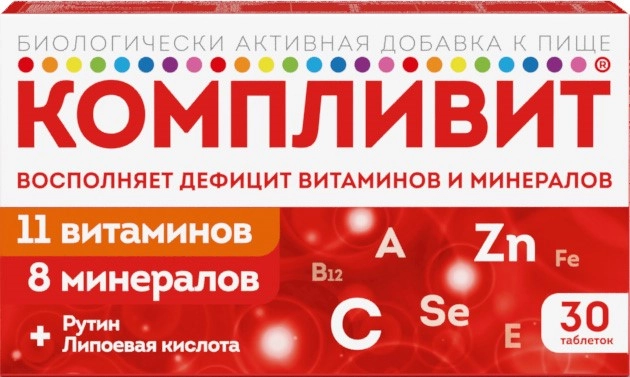 БИОЛОГИЧЕСКИ АКТИВНАЯ ДОБАВКА К ПИЩЕ
КОМПЛИВИТ®
ВОСПОЛНЯЕТ ДЕФИЦИТ ВИТАМИНОВ И МИНЕРАЛОВ
11 витаминов
8 минералов
+ Рутин
Липоевая кислота
A
Zn
Fe
B12
C
Se
E
30
таблеток